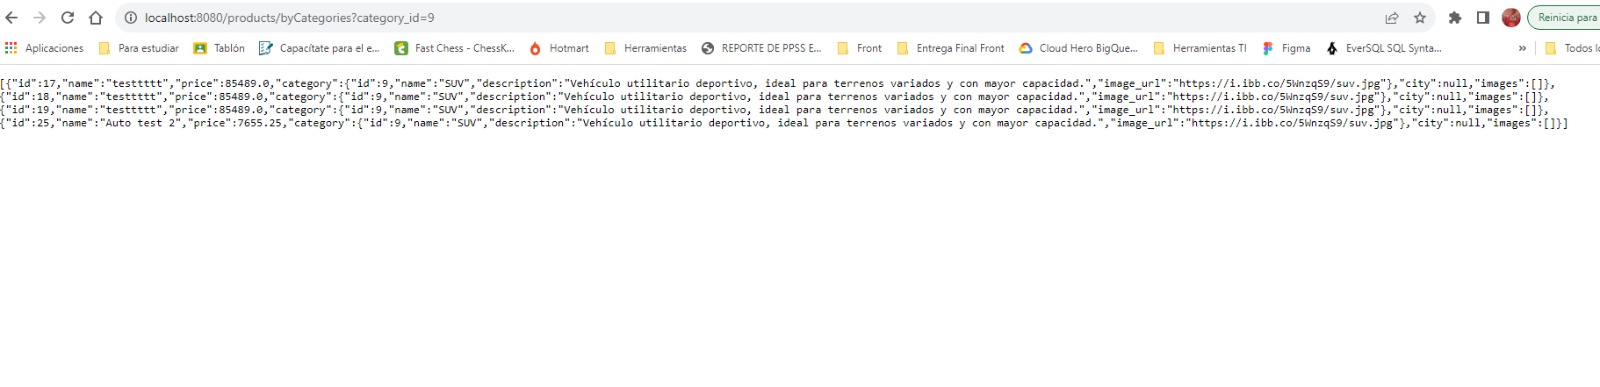 localhost:8080/products/byCategories?category_id=9
Reinicia para
Aplicaciones Para estudiar Tablón Capacítate para el e... Fast Chess - ChessK... Hotmart Herramientas REPORTE DE PPSS E... Front Entrega Final Front Cloud Hero BigQue... Herramientas TI Figma EverSQL SQL Synta... » Todos lo
[{"id":17,"name":"testtttt","price":85489.0,"category":{"id":9,"name":"SUV","description":"Vehículo utilitario deportivo, ideal para terrenos variados y con mayor capacidad.","image_url":"https://i.ibb.co/5WnzqS9/suv.jpg"},"city":null,"images":[]},
{"id":18,"name":"testtttt","price":85489.0,"category":{"id":9,"name":"SUV","description":"Vehículo utilitario deportivo, ideal para terrenos variados y con mayor capacidad.","image_url":"https://i.ibb.co/5WnzqS9/suv.jpg"},"city":null,"images":[]},
{"id":19,"name":"testtttt","price":85489.0,"category":{"id":9,"name":"SUV","description":"Vehículo utilitario deportivo, ideal para terrenos variados y con mayor capacidad.","image_url":"https://i.ibb.co/5WnzqS9/suv.jpg"},"city":null,"images":[]},
{"id":25,"name":"Auto test 2","price":7655.25,"category":{"id":9,"name":"SUV","description":"Vehículo utilitario deportivo, ideal para terrenos variados y con mayor capacidad.","image_url":"https://i.ibb.co/5WnzqS9/suv.jpg"},"city":null,"images":[]}]